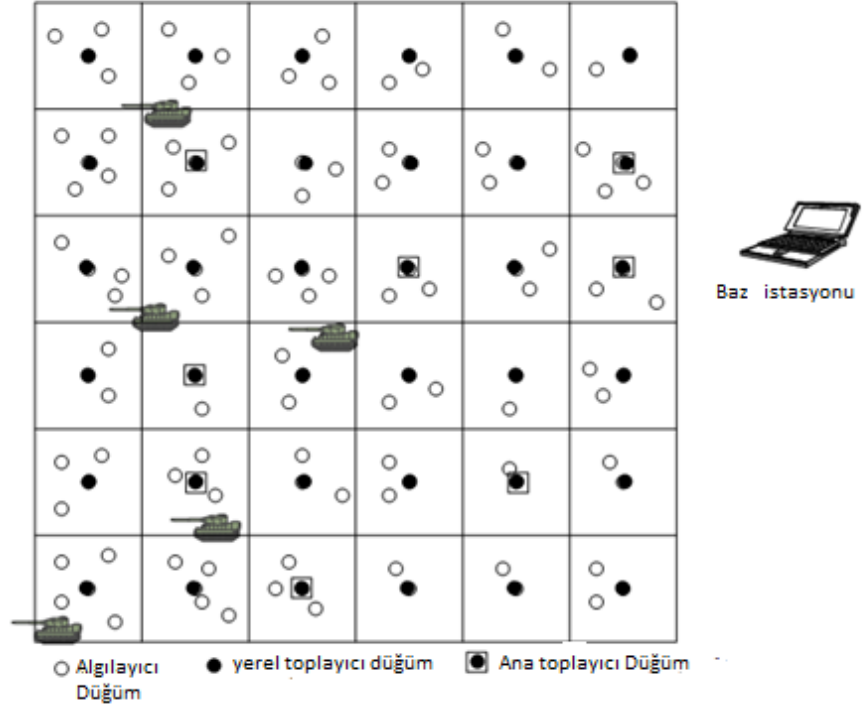 Baz istasyonu
Algılayıcı
Düğüm
yerel toplayıcı düğüm
Ana toplayıcı Düğüm